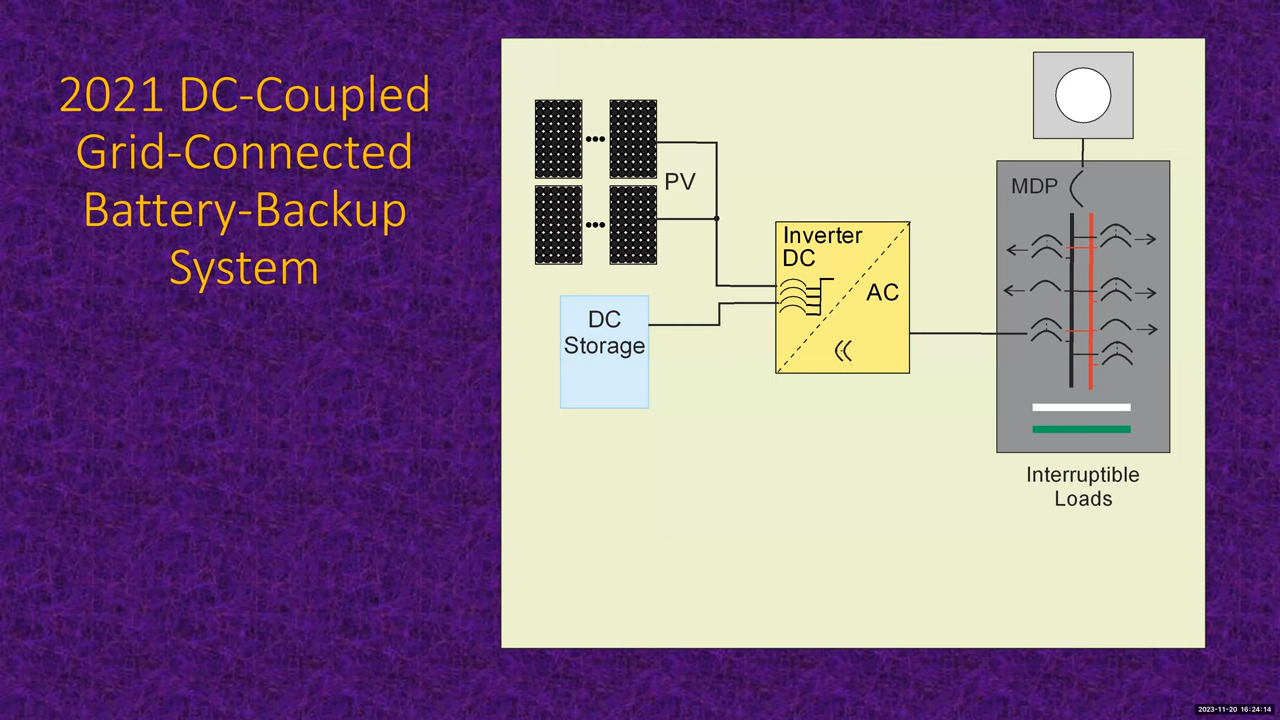 2021 DC-Coupled
Grid-Connected
Battery-Backup
System
PV
DC
Storage
Inverter
DC
AC
MDP
Interruptible
Loads
2023-11-20 16:24:14